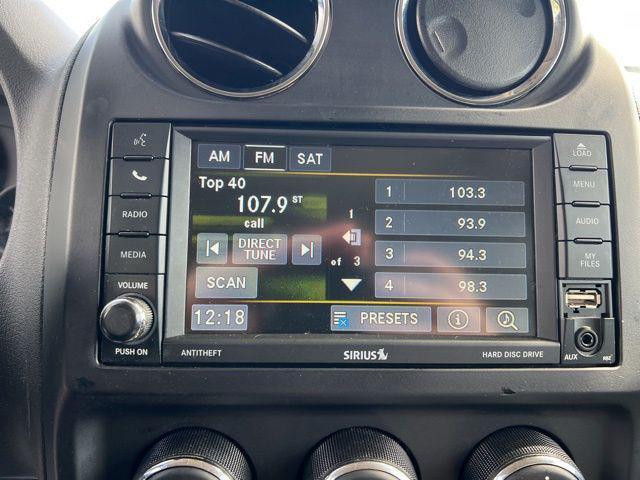 AM FM SAT
LOAD
Top 40
107.9 ST
call
1 103.3
MENU
RADIO
2 93.9
AUDIO
1
of 3
DIRECT
TUNE
3 94.3
MEDIA
MY
FILES
SCAN
4 98.3
VOLUME
12:18
PRESETS
i
PUSH ON
ANTITHEFT
SIRIUS
HARD DISC DRIVE
AUX
RBZ